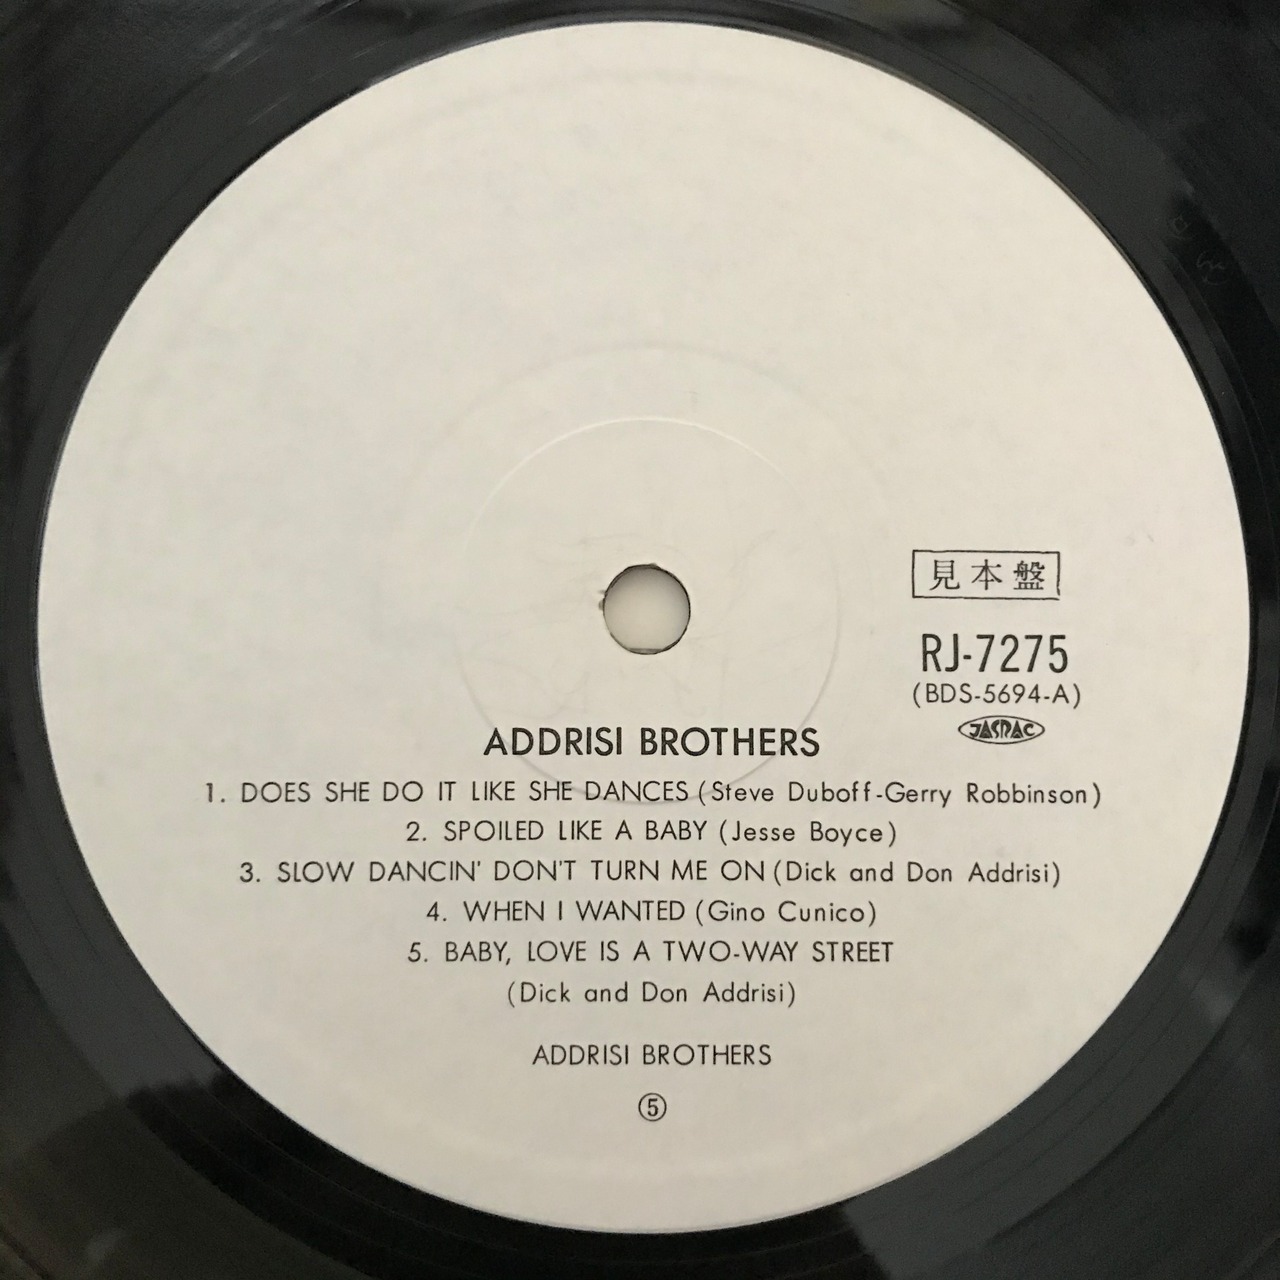 見本盤
RJ-7275
(BDS-5694-A)
JASRAC
ADDRISI BROTHERS
1. DOES SHE DO IT LIKE SHE DANCES (Steve Duboff-Gerry Robbinson)
2. SPOILED LIKE A BABY (Jesse Boyce)
3. SLOW DANCIN' DON'T TURN ME ON (Dick and Don Addrisi)
4. WHEN I WANTED (Gino Cunico)
5. BABY, LOVE IS A TWO-WAY STREET
(Dick and Don Addrisi)
ADDRISI BROTHERS
⑤